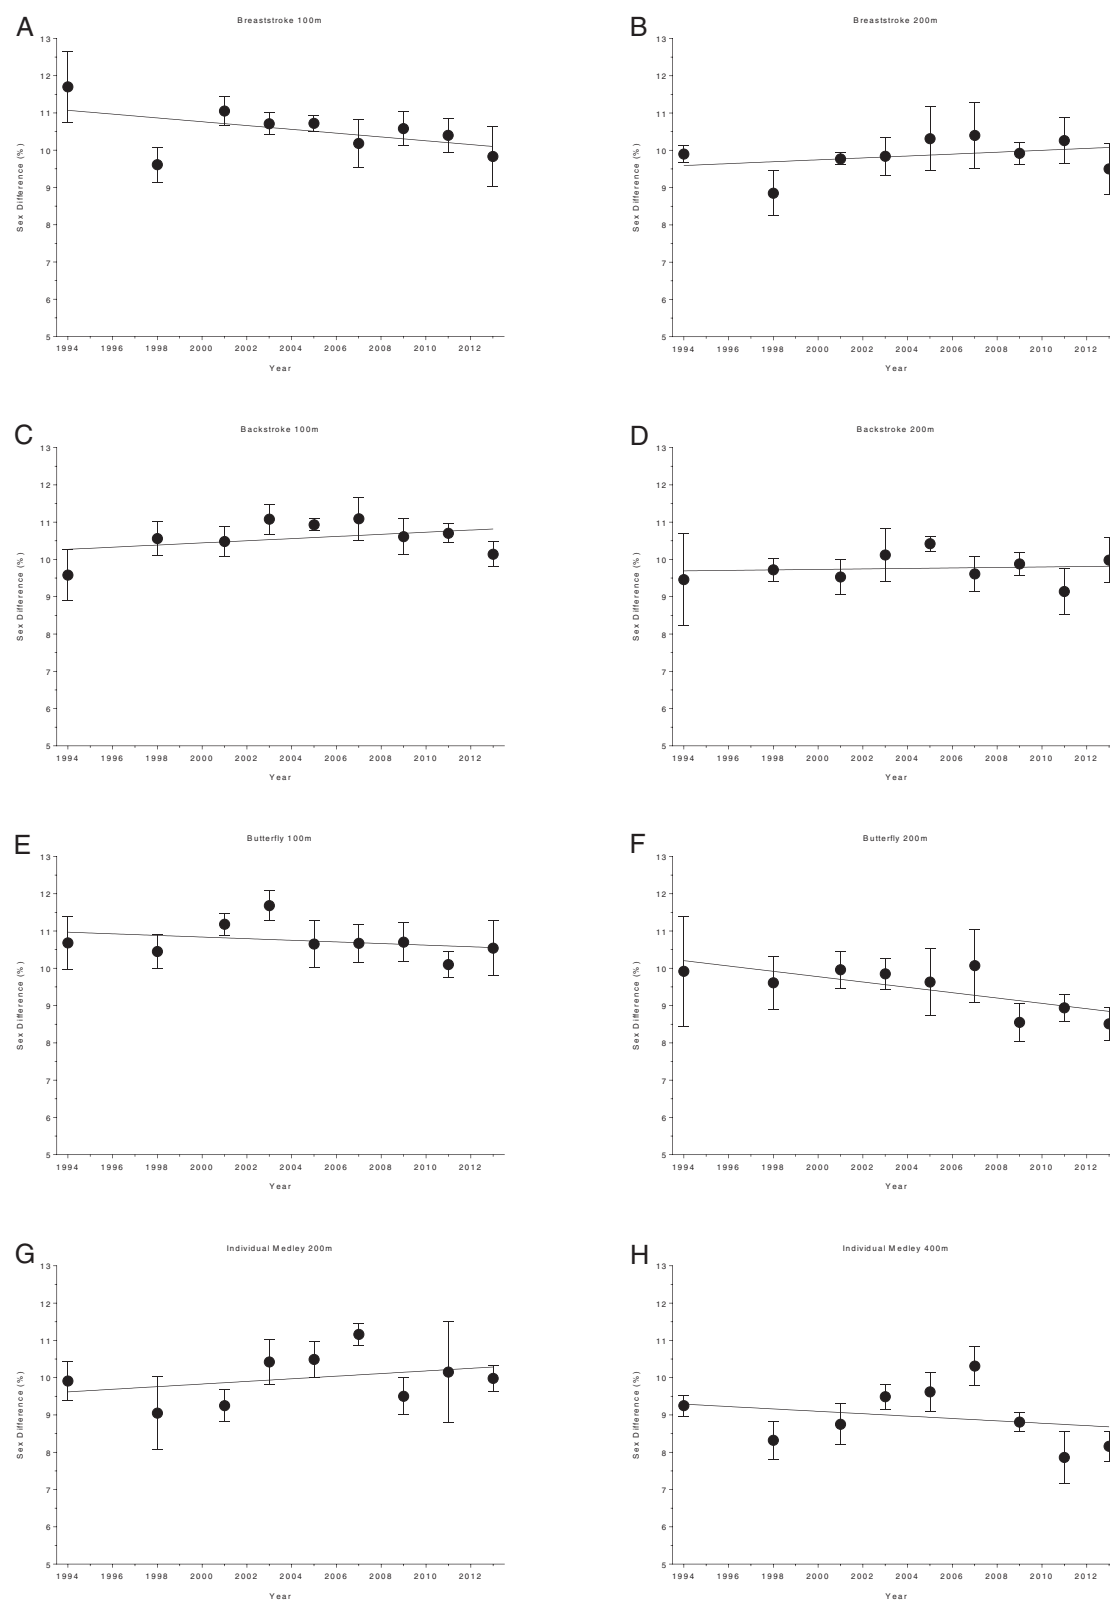 A
Breaststroke 100m
13
12
11
10
9
8
7
6
5
Sex Difference (%)
1994 1996 1998 2000 2002 2004 2006 2008 2010 2012
Year
B
Breaststroke 200m
13
12
11
10
9
8
7
6
5
Sex Difference (%)
1994 1996 1998 2000 2002 2004 2006 2008 2010 2012
Year
C
Backstroke 100m
13
12
11
10
9
8
7
6
5
Sex Difference (%)
1994 1996 1998 2000 2002 2004 2006 2008 2010 2012
Year
D
Backstroke 200m
13
12
11
10
9
8
7
6
5
Sex Difference (%)
1994 1996 1998 2000 2002 2004 2006 2008 2010 2012
Year
E
Butterfly 100m
13
12
11
10
9
8
7
6
5
Sex Difference (%)
1994 1996 1998 2000 2002 2004 2006 2008 2010 2012
Year
F
Butterfly 200m
13
12
11
10
9
8
7
6
5
Sex Difference (%)
1994 1996 1998 2000 2002 2004 2006 2008 2010 2012
Year
G
Individual Medley 200m
13
12
11
10
9
8
7
6
5
Sex Difference (%)
1994 1996 1998 2000 2002 2004 2006 2008 2010 2012
Year
H
Individual Medley 400m
13
12
11
10
9
8
7
6
5
Sex Difference (%)
1994 1996 1998 2000 2002 2004 2006 2008 2010 2012
Year